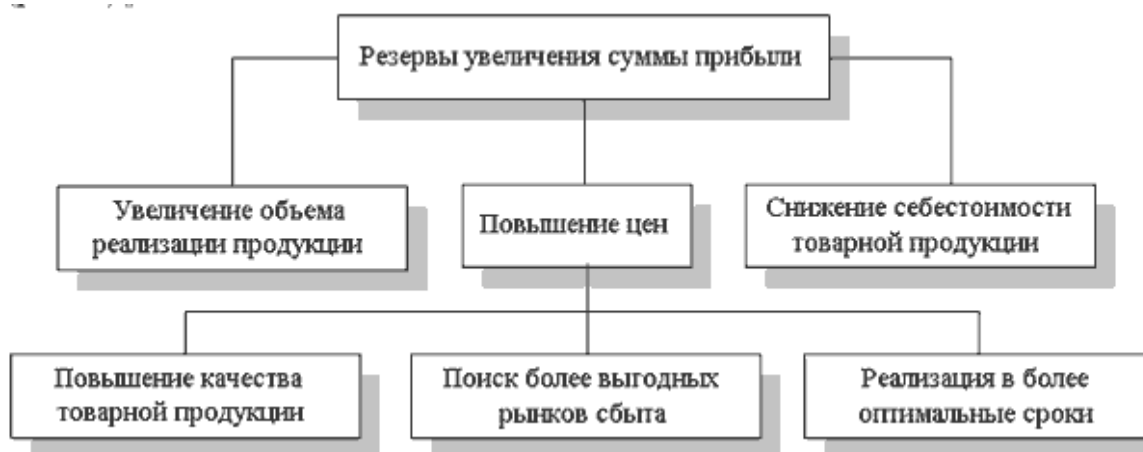 Резервы увеличения суммы прибыли
Увеличение объема
реализации продукции
Повышение цен
Снижение себестоимости
товарной продукции
Повышение качества
товарной продукции
Поиск более выгодных
рынков сбыта
Реализация в более
оптимальные сроки